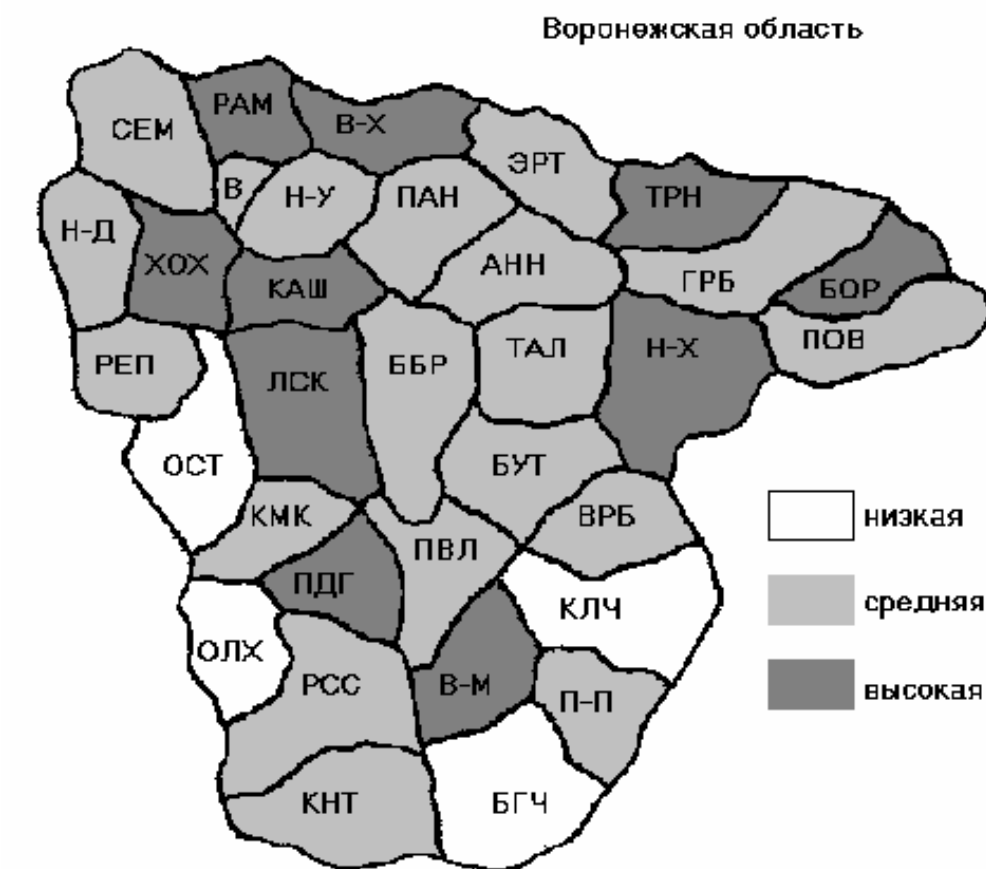 Воронежская область
РАМ
СЕМ
В-Х
ЭРТ
В
Н-У
ПАН
ТРН
Н-Д
ХОХ
КАШ
АНН
ГРБ
БОР
РЕП
ЛСК
ББР
ТАЛ
Н-Х
ПОВ
ОСТ
БУТ
КМК
ВРБ
ПВЛ
ПДГ
КЛЧ
ОЛХ
РСС
В-М
П-П
КНТ
БГЧ
низкая
средняя
высокая